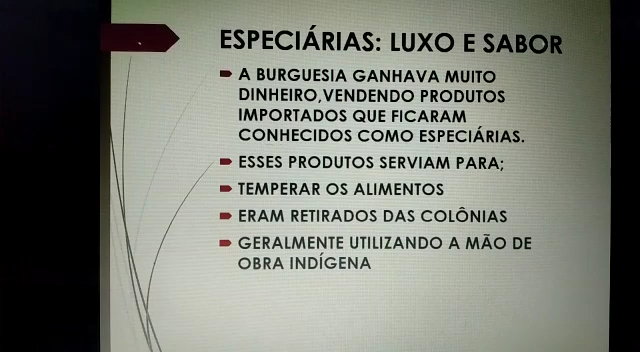 ESPECIÁRIAS: LUXO E SABOR
A BURGUESIA GANHAVA MUITO
DINHEIRO,VENDENDO PRODUTOS
IMPORTADOS QUE FICARAM
CONHECIDOS COMO ESPECIÁRIAS.
ESSES PRODUTOS SERVIAM PARA;
TEMPERAR OS ALIMENTOS
ERAM RETIRADOS DAS COLÔNIAS
GERALMENTE UTILIZANDO A MÃO DE
OBRA INDÍGENA